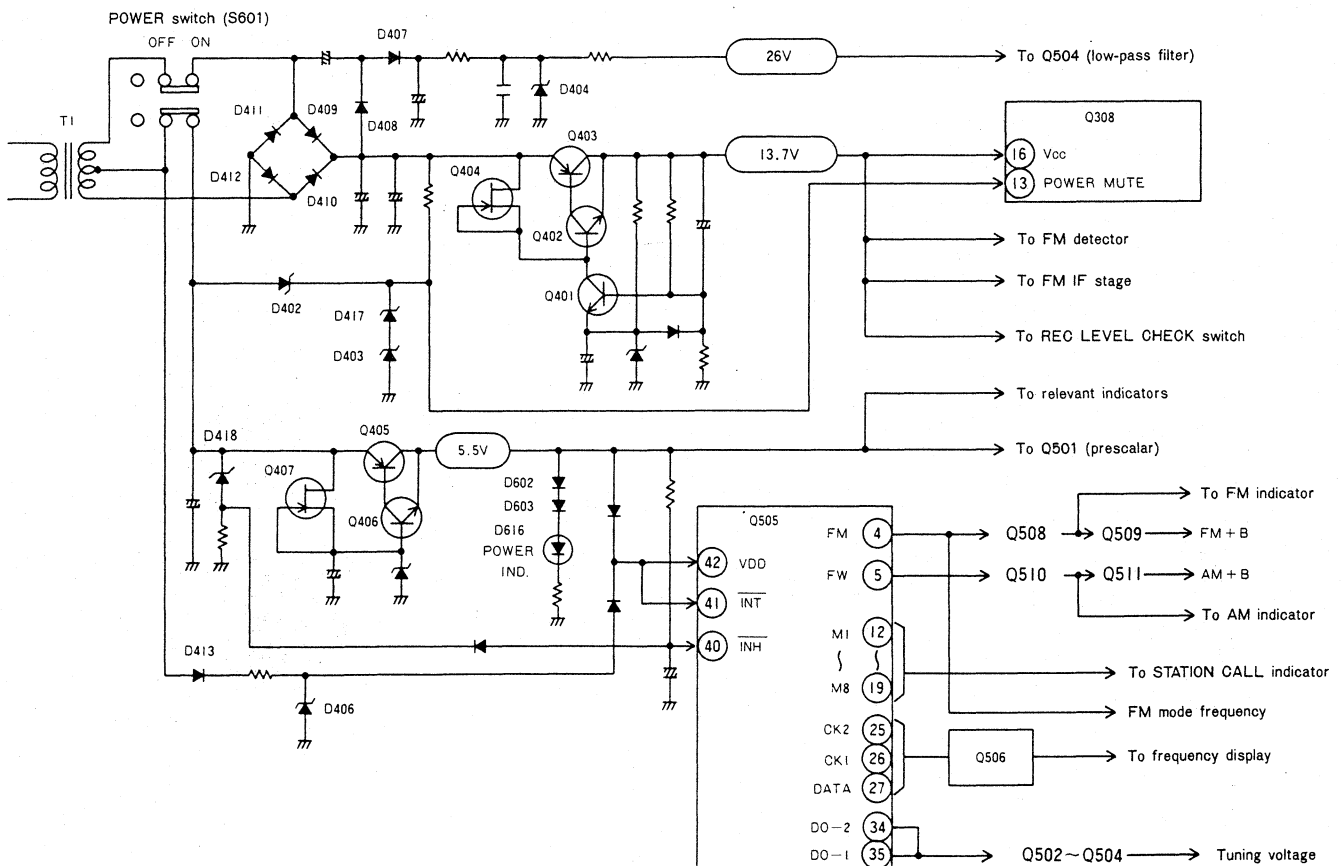 POWER switch (S601)
OFF ON
D407
26V
To Q504 (low-pass filter)
D411
D409
D408
D404
T1
Q403
Q308
13.7V
16 Vcc
13 POWER MUTE
Q404
D412
D410
Q402
To FM detector
Q401
To FM IF stage
D402
D417
To REC LEVEL CHECK switch
D403
To relevant indicators
D418
Q405
5.5V
To Q501 (prescalar)
Q407
D602
D603
Q406
D616
POWER
IND.
Q505
FM 4
Q508
Q509
FM+B
To FM indicator
42 VDD
FW 5
Q510
Q511
AM+B
41 INT
To AM indicator
40 INH
M1 12
M8 19
To STATION CALL indicator
D413
D406
FM mode frequency
CK2 25
CK1 26
DATA 27
Q506
To frequency display
DO-2 34
DO-1 35
Q502~Q504
Tuning voltage